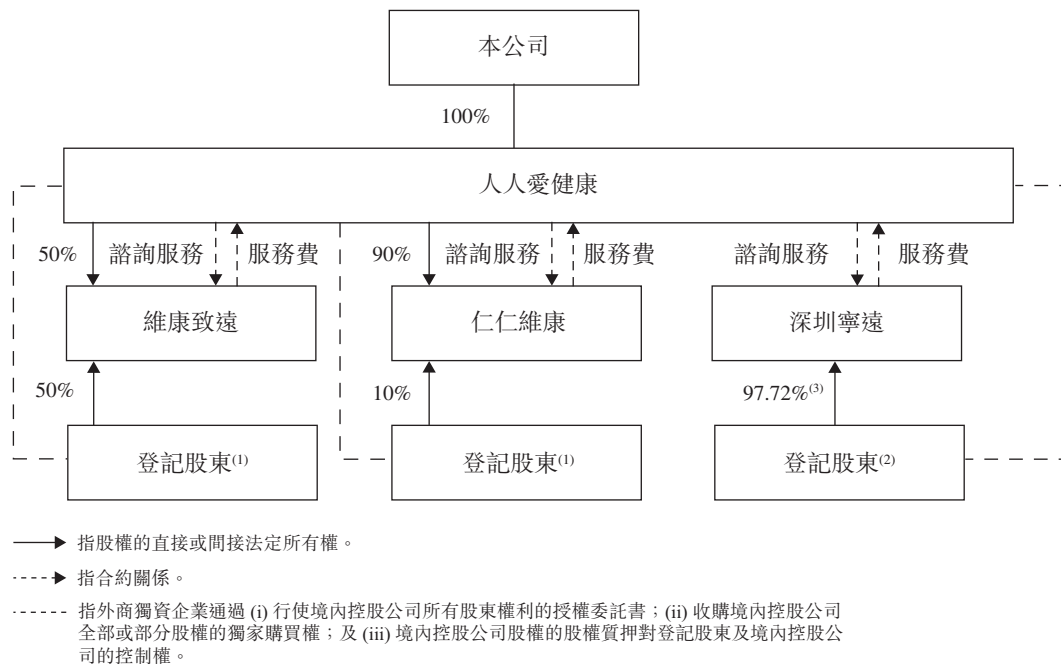 本公司
100%
人人愛健康
50% 諮詢服務 服務費 90% 諮詢服務 服務費 諮詢服務 服務費
維康致遠 仁仁維康 深圳寧遠
50% 10% 97.72%(3)
登記股東(1) 登記股東(1) 登記股東(2)
指股權的直接或間接法定所有權。
指合約關係。
指外商獨資企業通過 (i) 行使境內控股公司所有股東權利的授權委託書；(ii) 收購境內控股公司
全部或部分股權的獨家購買權；及 (iii) 境內控股公司股權的股權質押對登記股東及境內控股公
司的控制權。